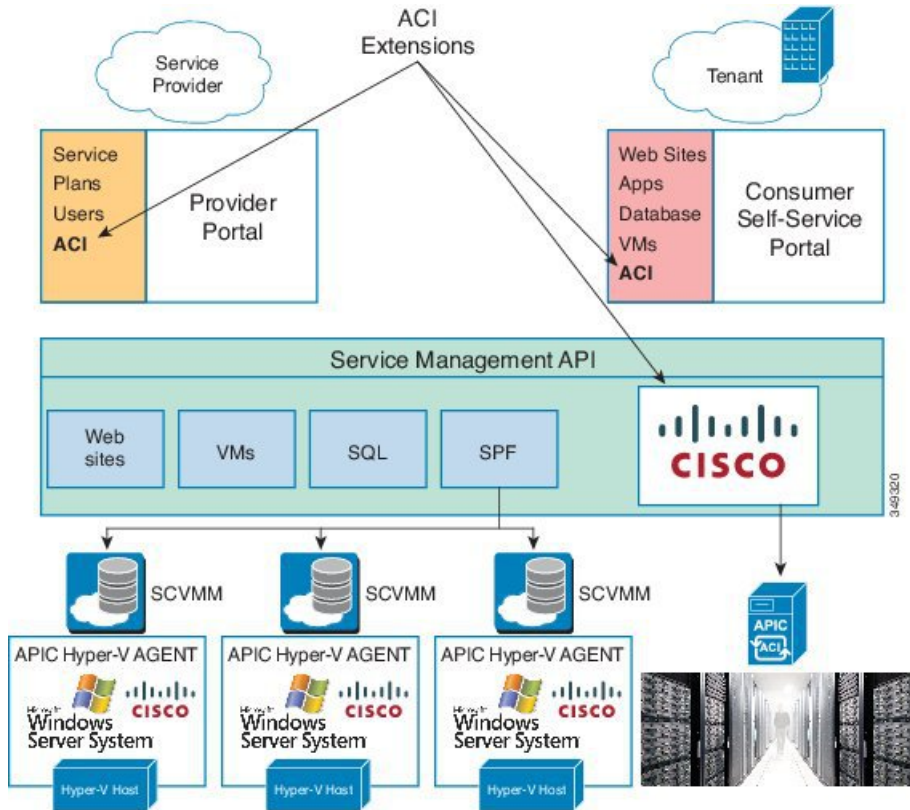 ACI
Extensions
Service
Provider
Tenant
Service
Plans
Users
ACI
Provider
Portal
Web Sites
Apps
Database
VMs
ACI
Consumer
Self-Service
Portal
Service Management API
Web
sites
VMs
SQL
SPF
CISCO
349320
SCVMM
SCVMM
SCVMM
APIC
ACI
APIC Hyper-V AGENT
Windows
Server System
CISCO
Hyper-V Host
APIC Hyper-V AGENT
Windows
Server System
CISCO
Hyper-V Host
APIC Hyper-V AGENT
Windows
Server System
CISCO
Hyper-V Host